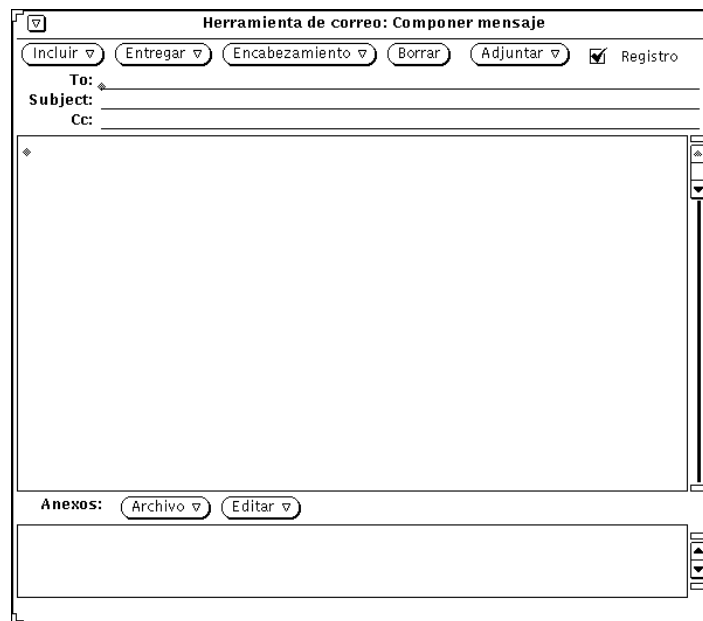 Herramienta de correo: Componer mensaje
Incluir Entregar Encabezamiento Borrar Adjuntar Registro
To:
Subject:
Cc:
Anexos: Archivo Editar